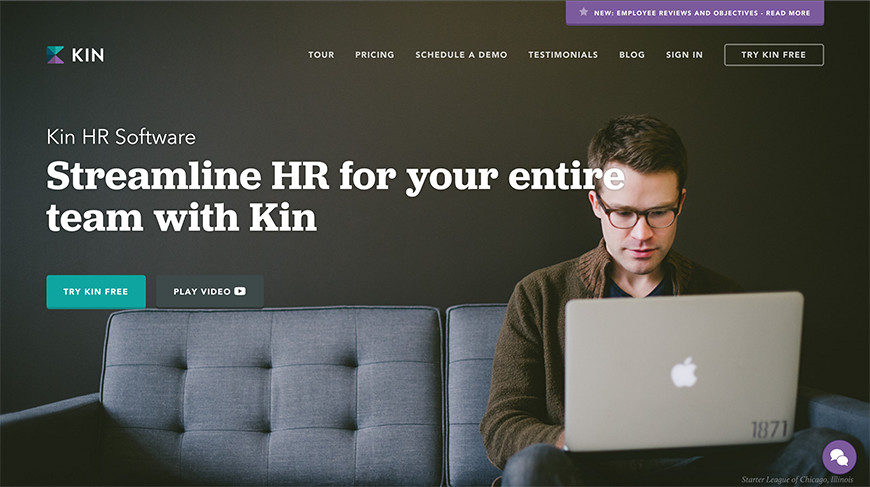 NEW: EMPLOYEE REVIEWS AND OBJECTIVES - READ MORE
KIN
TOUR PRICING SCHEDULE A DEMO TESTIMONIALS BLOG SIGN IN TRY KIN FREE
Kin HR Software
Streamline HR for your entire
team with Kin
TRY KIN FREE PLAY VIDEO
1871
Starter League of Chicago, Illinois